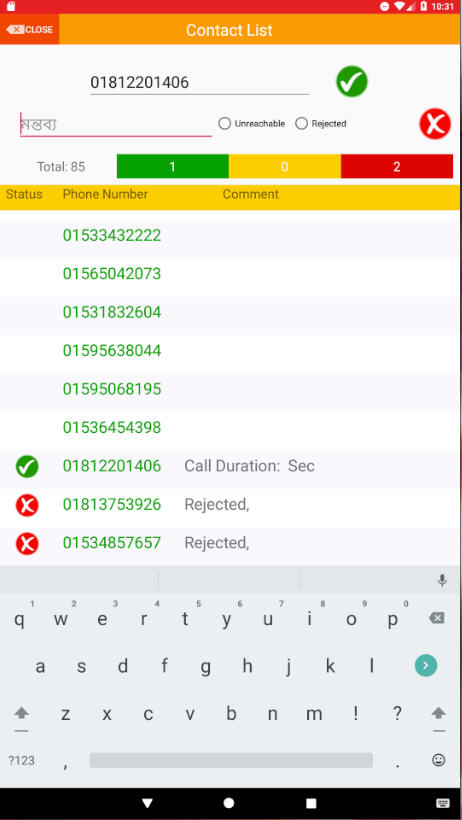 10:31
CLOSE Contact List
01812201406
মন্তব্য Unreachable Rejected
Total: 85 1 0 2
Status Phone Number Comment
01533432222
01565042073
01531832604
01595638044
01595068195
01536454398
01812201406 Call Duration: Sec
01813753926 Rejected,
01534857657 Rejected,
1 2 3 4 5 6 7 8 9 0
q w e r t y u i o p
a s d f g h j k l
z x c v b n m ! ?
?123 , .